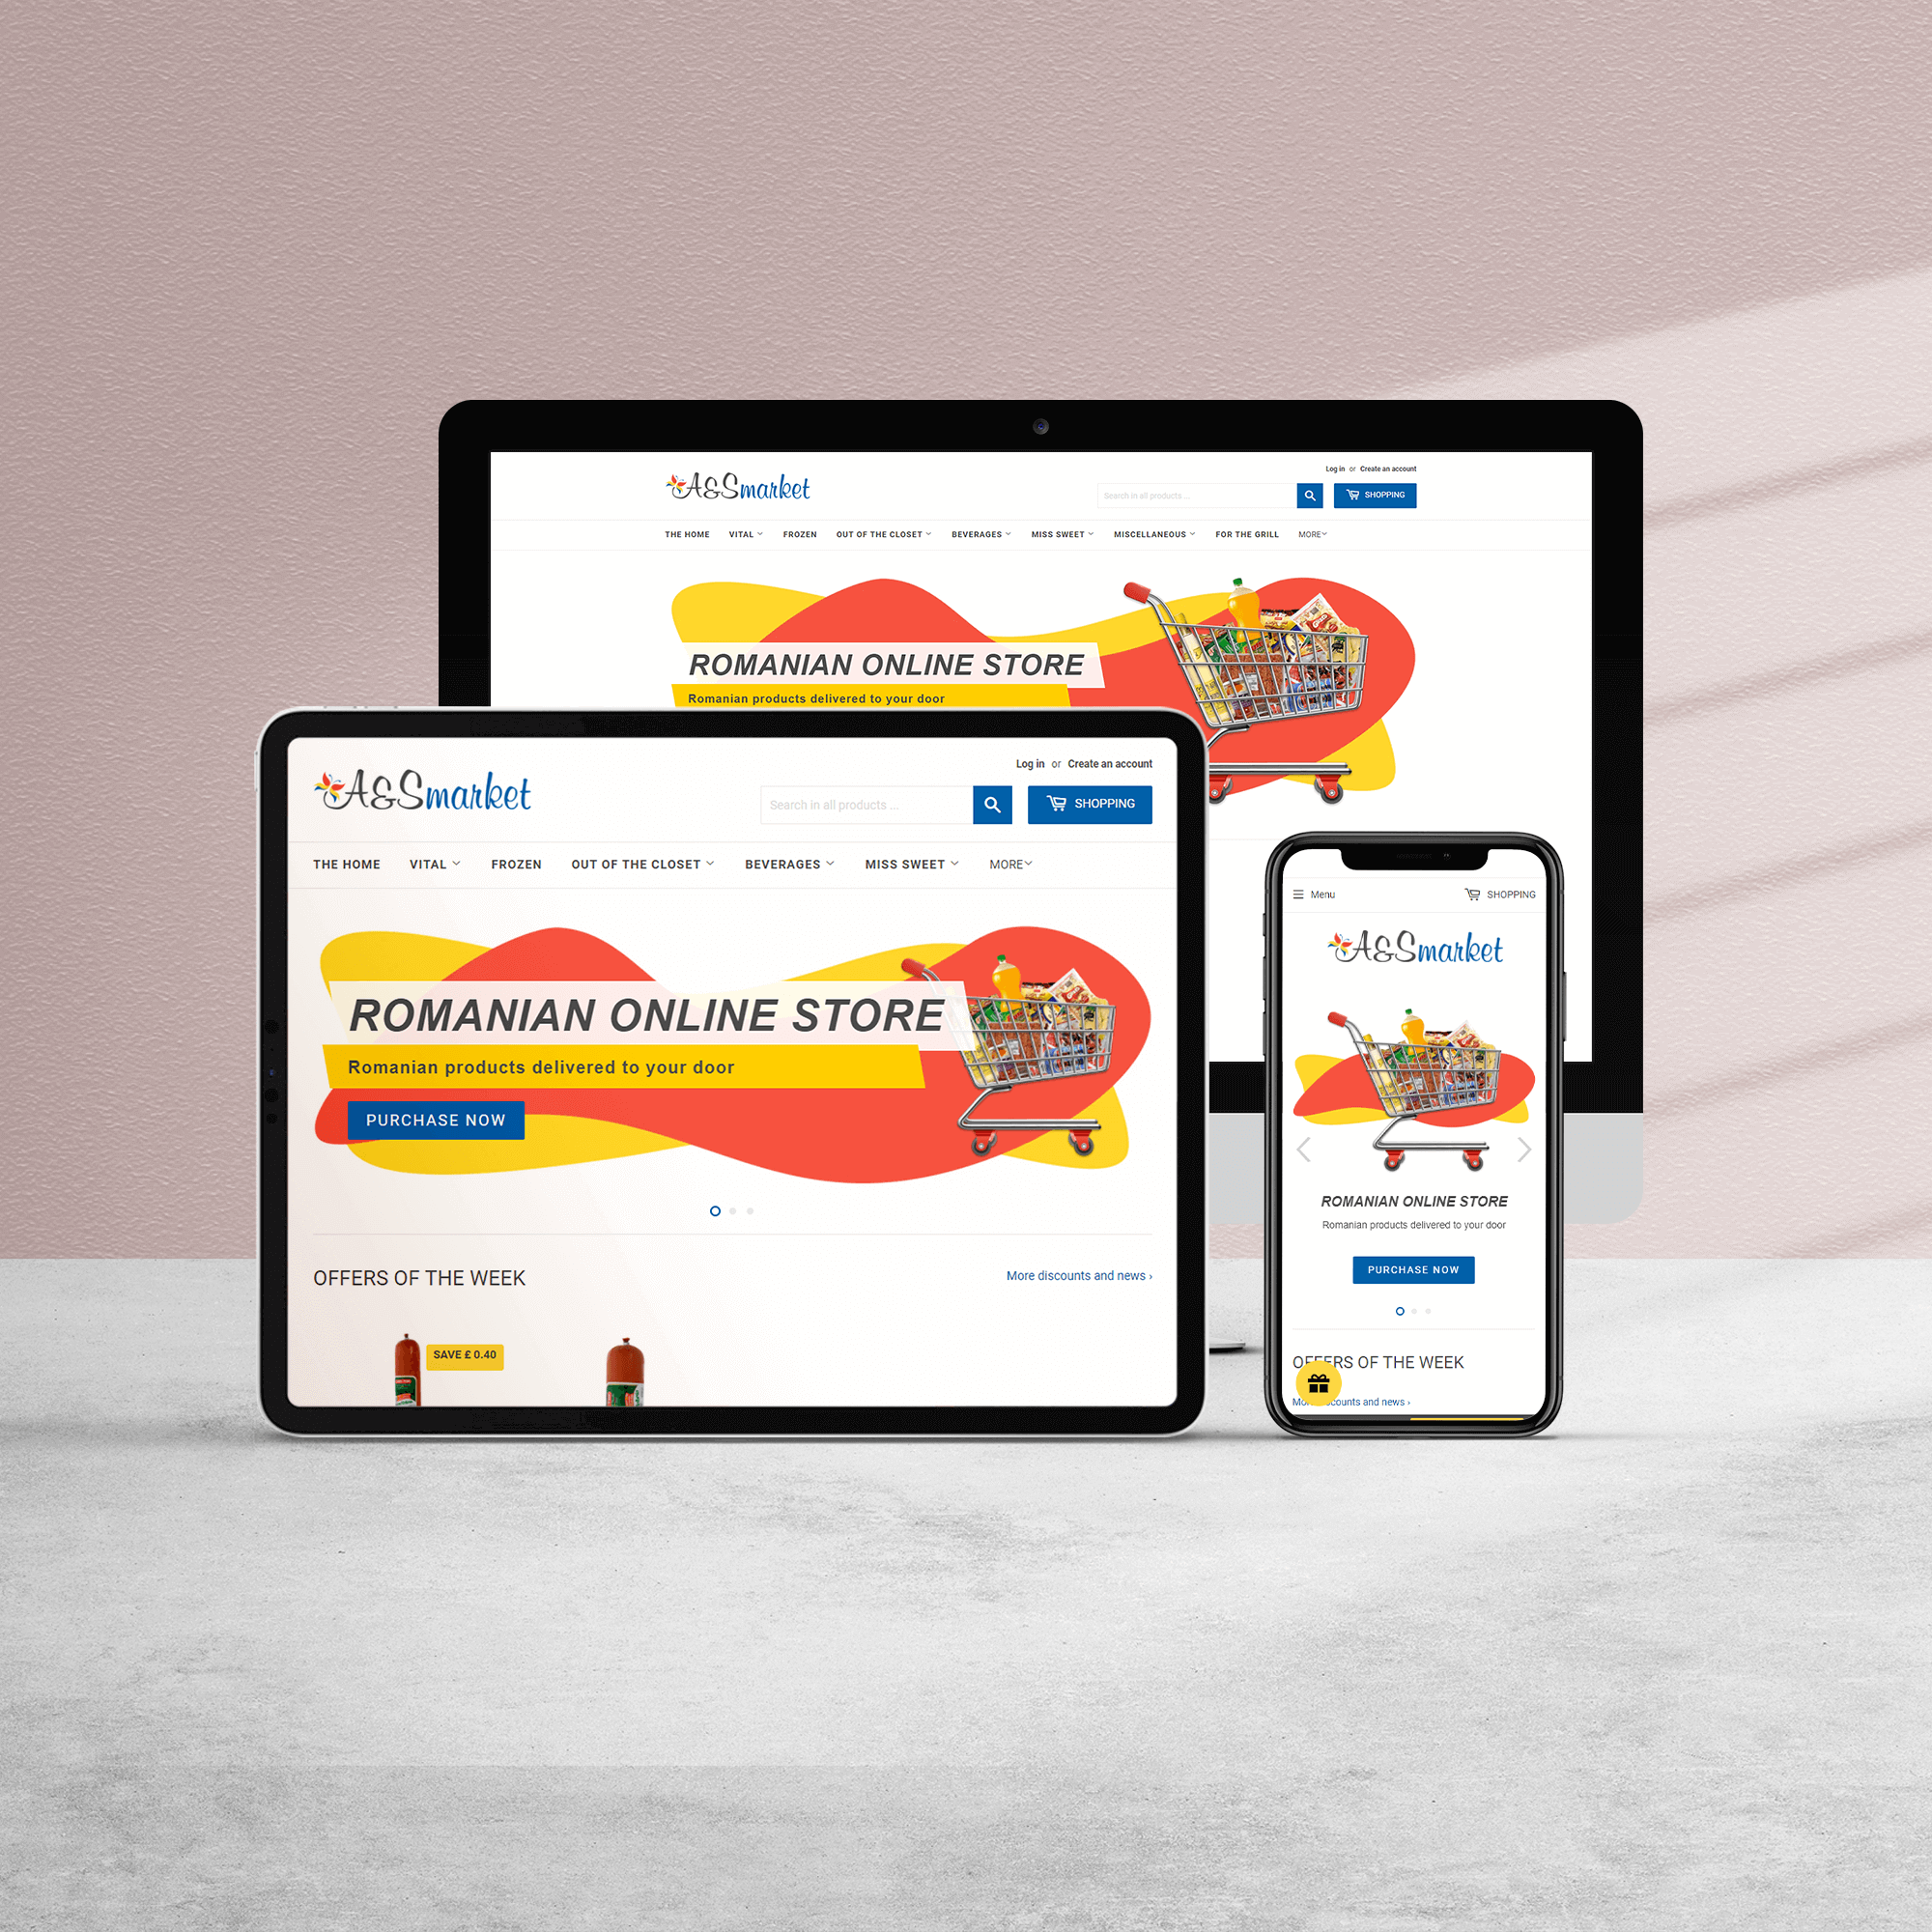 A&Smarket
Log in or Create an account
Search in all products ...
SHOPPING
THE HOME VITAL FROZEN OUT OF THE CLOSET BEVERAGES MISS SWEET MISCELLANEOUS FOR THE GRILL MORE
ROMANIAN ONLINE STORE
Romanian products delivered to your door
A&Smarket
Log in or Create an account
Search in all products ...
SHOPPING
THE HOME VITAL FROZEN OUT OF THE CLOSET BEVERAGES MISS SWEET MORE
ROMANIAN ONLINE STORE
Romanian products delivered to your door
PURCHASE NOW
OFFERS OF THE WEEK
More discounts and news ›
SAVE £ 0.40
Menu
SHOPPING
A&Smarket
ROMANIAN ONLINE STORE
Romanian products delivered to your door
PURCHASE NOW
OFFERS OF THE WEEK
and news ›